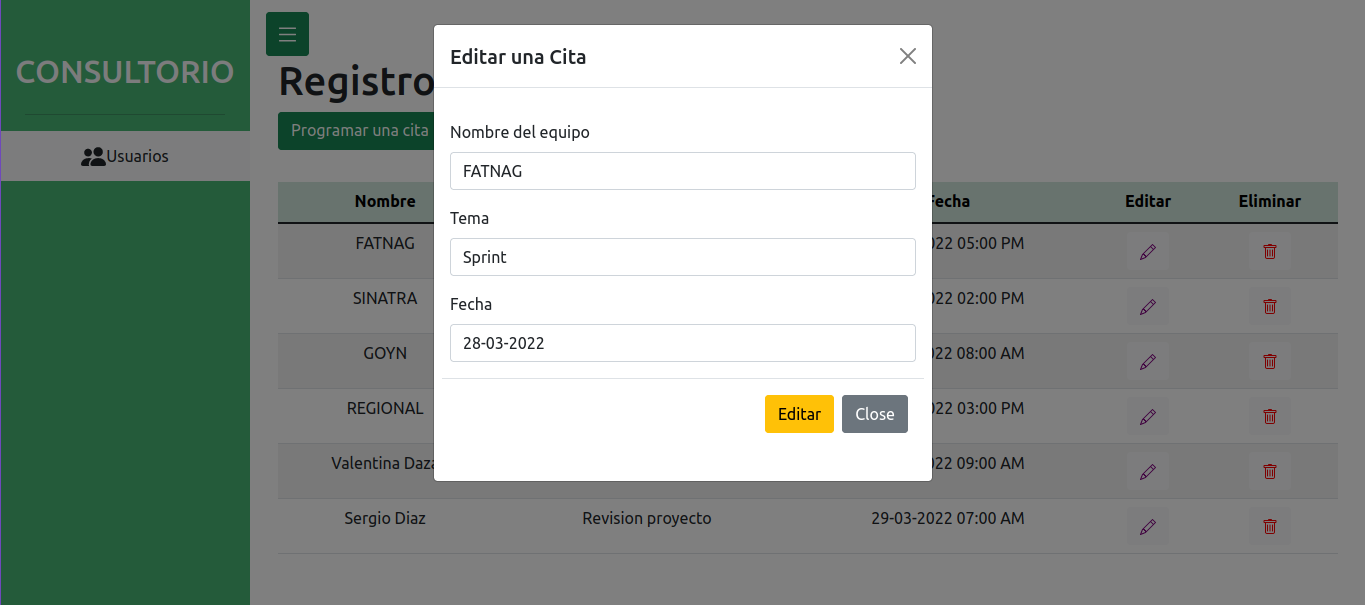 CONSULTORIO
Usuarios
Registro
Programar una cita
Nombre Fecha Editar Eliminar
FATNAG 022 05:00 PM
SINATRA 022 02:00 PM
GOYN 022 08:00 AM
REGIONAL 022 03:00 PM
Valentina Daza 022 09:00 AM
Sergio Diaz Revision proyecto 29-03-2022 07:00 AM
Editar una Cita
Nombre del equipo
FATNAG
Tema
Sprint
Fecha
28-03-2022
Editar Close